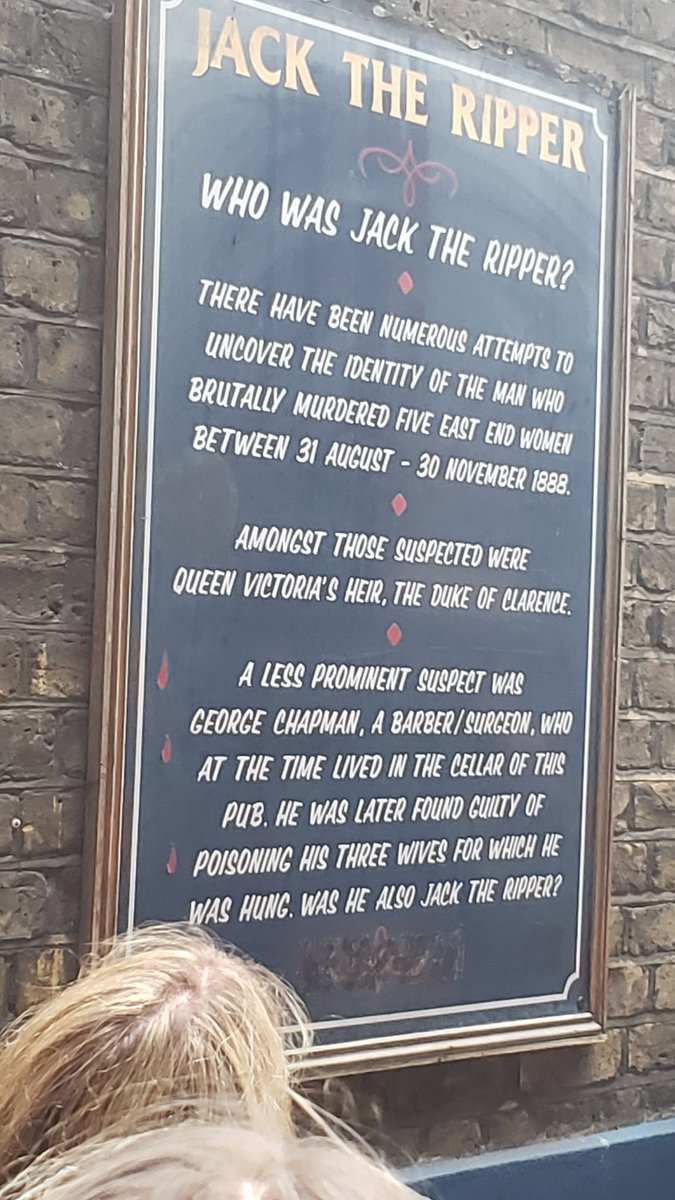 JACK THE RIPPER
WHO WAS JACK THE RIPPER?
THERE HAVE BEEN NUMEROUS ATTEMPTS TO
UNCOVER THE IDENTITY OF THE MAN WHO
BRUTALLY MURDERED FIVE EAST END WOMEN
BETWEEN 31 AUGUST - 30 NOVEMBER 1888.
AMONGST THOSE SUSPECTED WERE
QUEEN VICTORIA'S HEIR, THE DUKE OF CLARENCE.
A LESS PROMINENT SUSPECT WAS
GEORGE CHAPMAN, A BARBER/SURGEON, WHO
AT THE TIME LIVED IN THE CELLAR OF THIS
PUB. HE WAS LATER FOUND GUILTY OF
POISONING HIS THREE WIVES FOR WHICH HE
WAS HUNG. WAS HE ALSO JACK THE RIPPER?